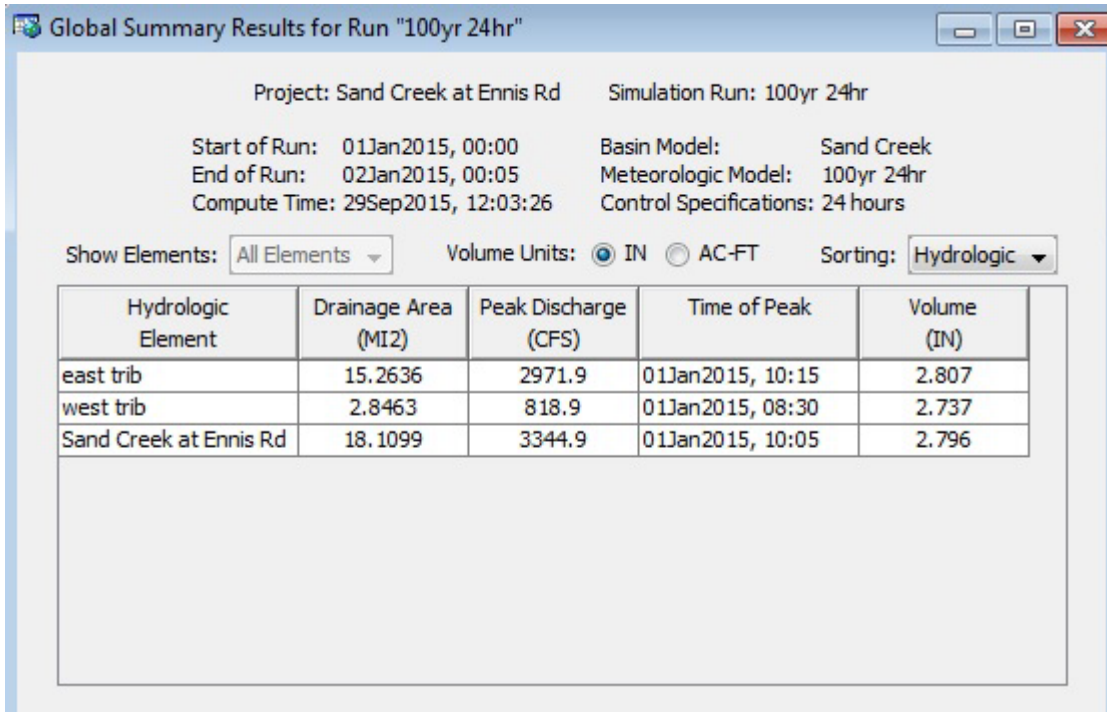 Global Summary Results for Run "100yr 24hr"
Project: Sand Creek at Ennis Rd Simulation Run: 100yr 24hr
Start of Run: 01Jan2015, 00:00 Basin Model: Sand Creek
End of Run: 02Jan2015, 00:05 Meteorologic Model: 100yr 24hr
Compute Time: 29Sep2015, 12:03:26 Control Specifications: 24 hours
Show Elements: All Elements Volume Units: IN AC-FT Sorting: Hydrologic
Hydrologic Drainage Area Peak Discharge Time of Peak Volume
Element (MI2) (CFS) (IN)
east trib 15.2636 2971.9 01Jan2015, 10:15 2.807
west trib 2.8463 818.9 01Jan2015, 08:30 2.737
Sand Creek at Ennis Rd 18.1099 3344.9 01Jan2015, 10:05 2.796